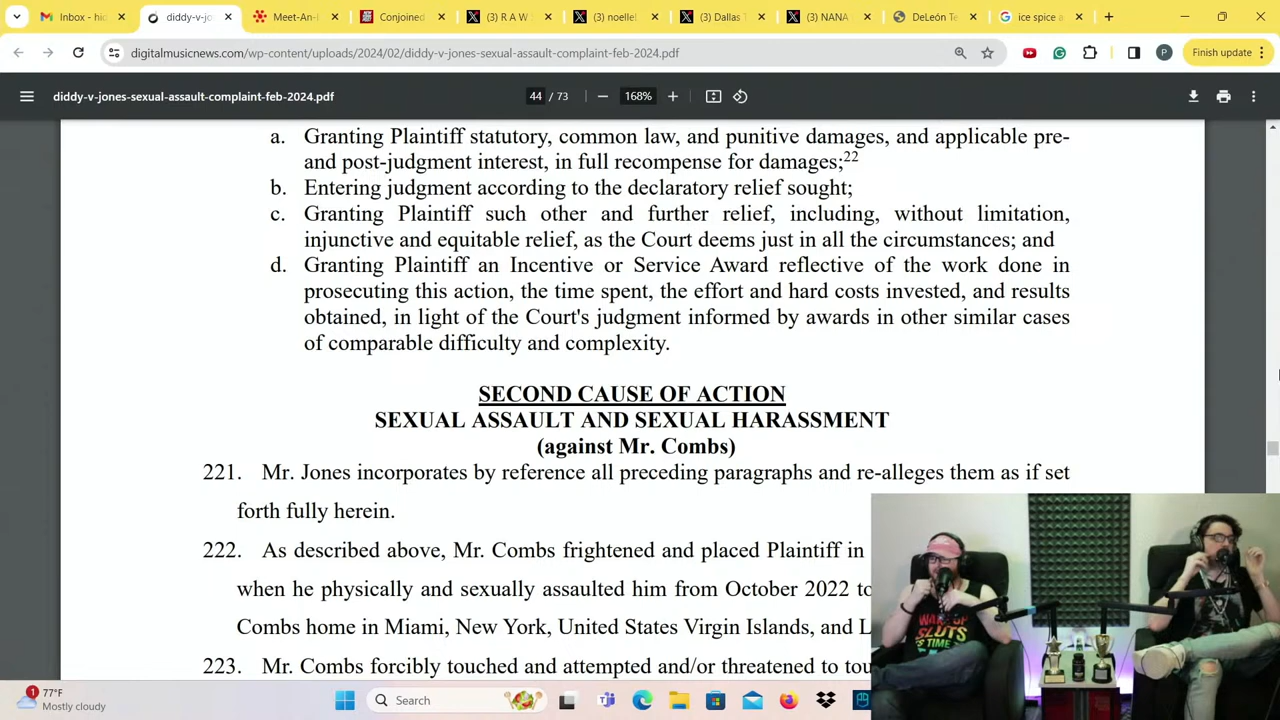 Inbox - hi
diddy-v-jo
Meet-An-I
Conjoined
(3) R A W
(3) noelle
(3) Dallas T
(3) NANA
DeLeón Te
ice spice a
digitalmusicnews.com/wp-content/uploads/2024/02/diddy-v-jones-sexual-assault-complaint-feb-2024.pdf
P
Finish update
diddy-v-jones-sexual-assault-complaint-feb-2024.pdf
44 / 73
168%
a. Granting Plaintiff statutory, common law, and punitive damages, and applicable pre-
and post-judgment interest, in full recompense for damages;22
b. Entering judgment according to the declaratory relief sought;
c. Granting Plaintiff such other and further relief, including, without limitation,
injunctive and equitable relief, as the Court deems just in all the circumstances; and
d. Granting Plaintiff an Incentive or Service Award reflective of the work done in
prosecuting this action, the time spent, the effort and hard costs invested, and results
obtained, in light of the Court's judgment informed by awards in other similar cases
of comparable difficulty and complexity.
SECOND CAUSE OF ACTION
SEXUAL ASSAULT AND SEXUAL HARASSMENT
(against Mr. Combs)
221. Mr. Jones incorporates by reference all preceding paragraphs and re-alleges them as if set
forth fully herein.
222. As described above, Mr. Combs frightened and placed Plaintiff in
when he physically and sexually assaulted him from October 2022 to
Combs home in Miami, New York, United States Virgin Islands, and L
223. Mr. Combs forcibly touched and attempted and/or threatened to tou
SLUTS
TIME
1
77°F
Mostly cloudy
Search